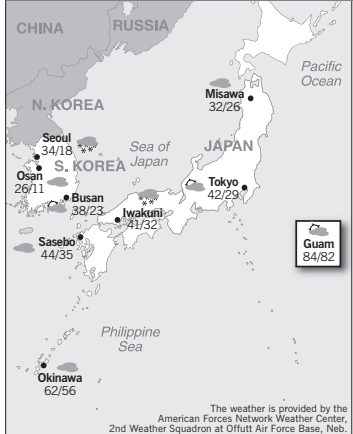 CHINA
RUSSIA
Pacific
Ocean
Misawa
32/26
N. KOREA
Seoul
34/18
Sea of
Japan
JAPAN
S. KOREA
Osan
26/11
Busan
38/23
Tokyo
42/29
Iwakuni
41/32
Sasebo
44/35
Guam
84/82
Philippine
Sea
Okinawa
62/56
The weather is provided by the
American Forces Network Weather Center,
2nd Weather Squadron at Offutt Air Force Base, Neb.